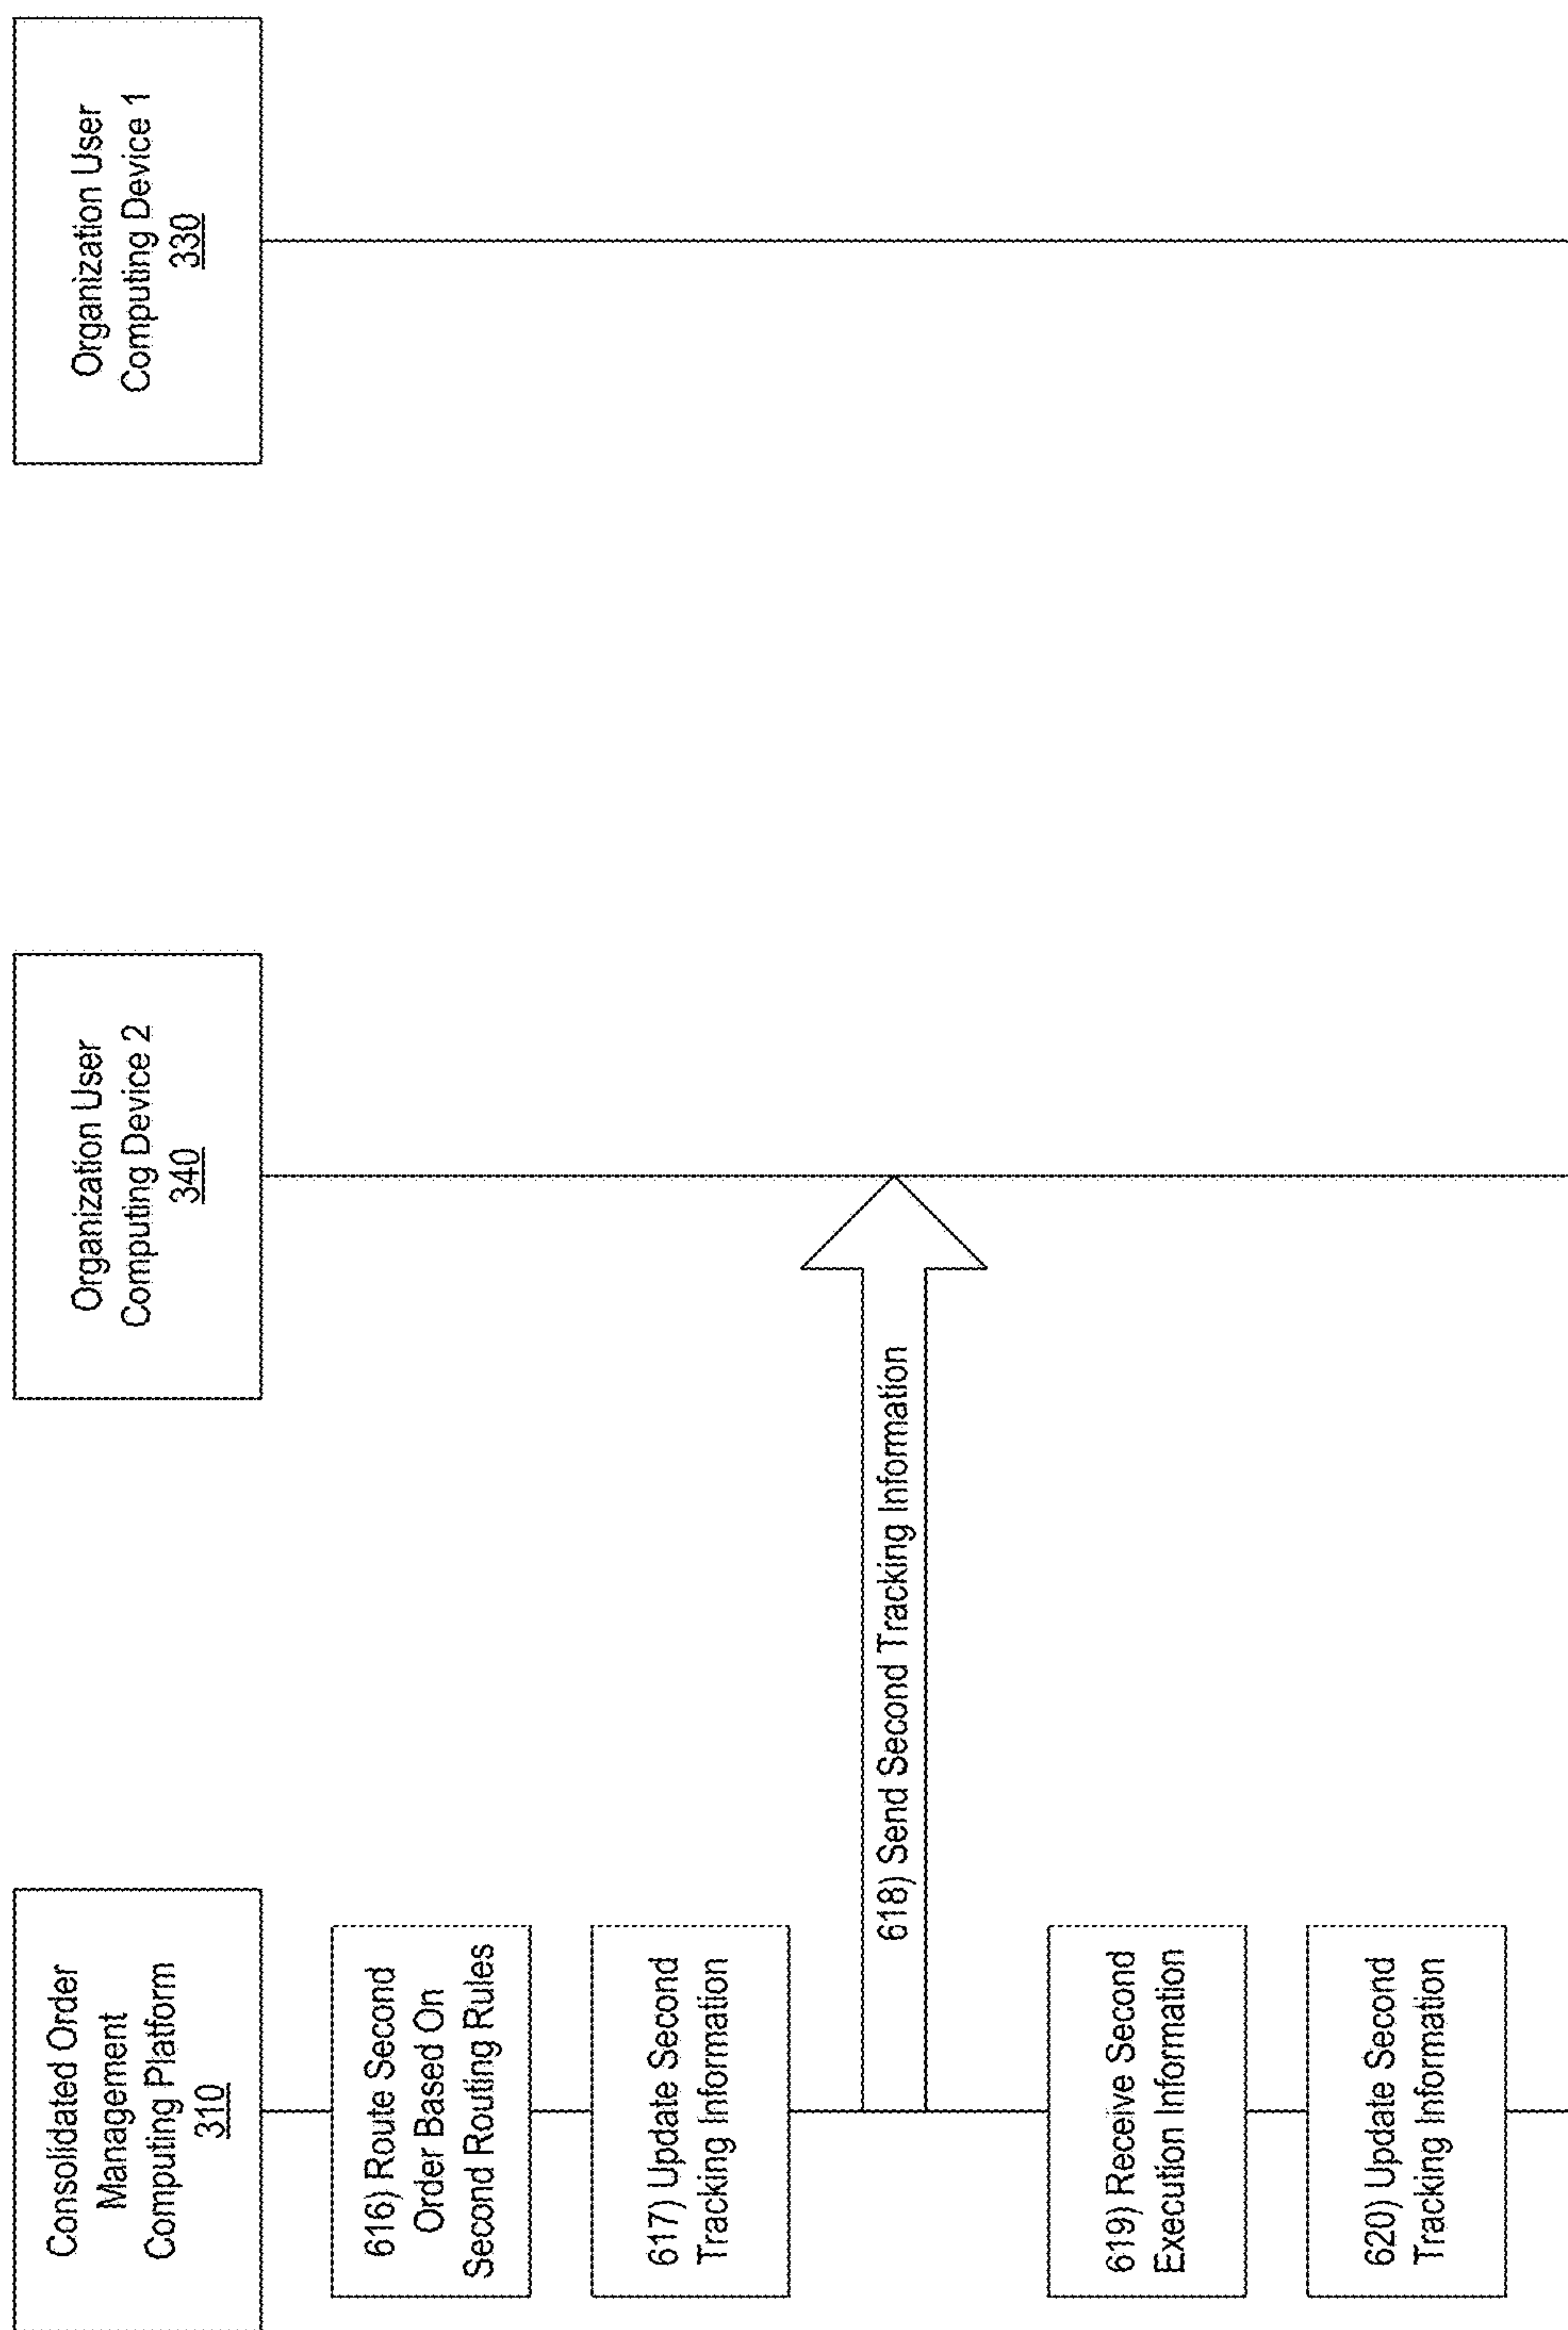 Consolidated Order
Management
Computing Platform
310
Organization User
Computing Device 2
340
Organization User
Computing Device 1
330
616) Route Second
Order Based On
Second Routing Rules
617) Update Second
Tracking Information
618) Send Second Tracking Information
619) Receive Second
Execution Information
620) Update Second
Tracking Information